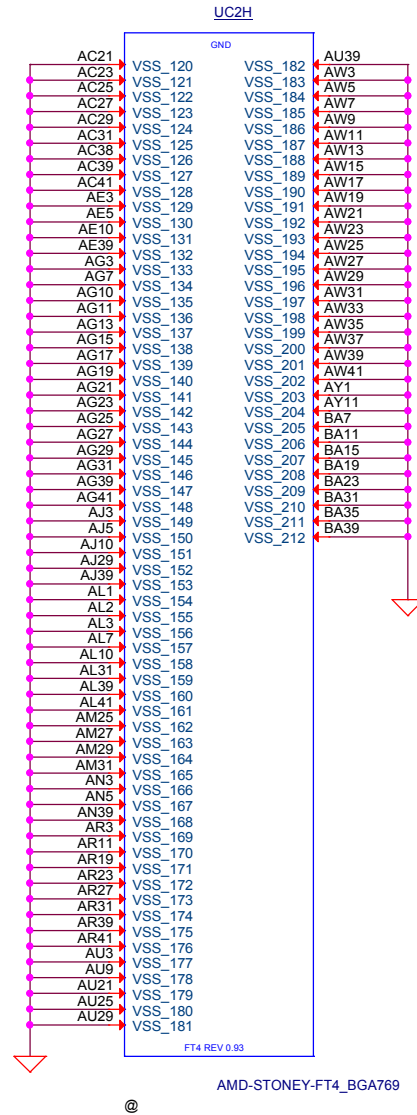 UC2H
GND
AC21 VSS_120 VSS_182 AU39
AC23 VSS_121 VSS_183 AW3
AC25 VSS_122 VSS_184 AW5
AC27 VSS_123 VSS_185 AW7
AC29 VSS_124 VSS_186 AW9
AC31 VSS_125 VSS_187 AW11
AC38 VSS_126 VSS_188 AW13
AC39 VSS_127 VSS_189 AW15
AC41 VSS_128 VSS_190 AW17
AE3 VSS_129 VSS_191 AW19
AE5 VSS_130 VSS_192 AW21
AE10 VSS_131 VSS_193 AW23
AE39 VSS_132 VSS_194 AW25
AG3 VSS_133 VSS_195 AW27
AG7 VSS_134 VSS_196 AW29
AG10 VSS_135 VSS_197 AW31
AG11 VSS_136 VSS_198 AW33
AG13 VSS_137 VSS_199 AW35
AG15 VSS_138 VSS_200 AW37
AG17 VSS_139 VSS_201 AW39
AG19 VSS_140 VSS_202 AW41
AG21 VSS_141 VSS_203 AY1
AG23 VSS_142 VSS_204 AY11
AG25 VSS_143 VSS_205 BA7
AG27 VSS_144 VSS_206 BA11
AG29 VSS_145 VSS_207 BA15
AG31 VSS_146 VSS_208 BA19
AG39 VSS_147 VSS_209 BA23
AG41 VSS_148 VSS_210 BA31
AJ3 VSS_149 VSS_211 BA35
AJ5 VSS_150 VSS_212 BA39
AJ10 VSS_151
AJ29 VSS_152
AJ39 VSS_153
AL1 VSS_154
AL2 VSS_155
AL3 VSS_156
AL7 VSS_157
AL10 VSS_158
AL31 VSS_159
AL39 VSS_160
AL41 VSS_161
AM25 VSS_162
AM27 VSS_163
AM29 VSS_164
AM31 VSS_165
AN3 VSS_166
AN5 VSS_167
AN39 VSS_168
AR3 VSS_169
AR11 VSS_170
AR19 VSS_171
AR23 VSS_172
AR27 VSS_173
AR31 VSS_174
AR39 VSS_175
AR41 VSS_176
AU3 VSS_177
AU9 VSS_178
AU21 VSS_179
AU25 VSS_180
AU29 VSS_181
FT4 REV 0.93
AMD-STONEY-FT4_BGA769
@